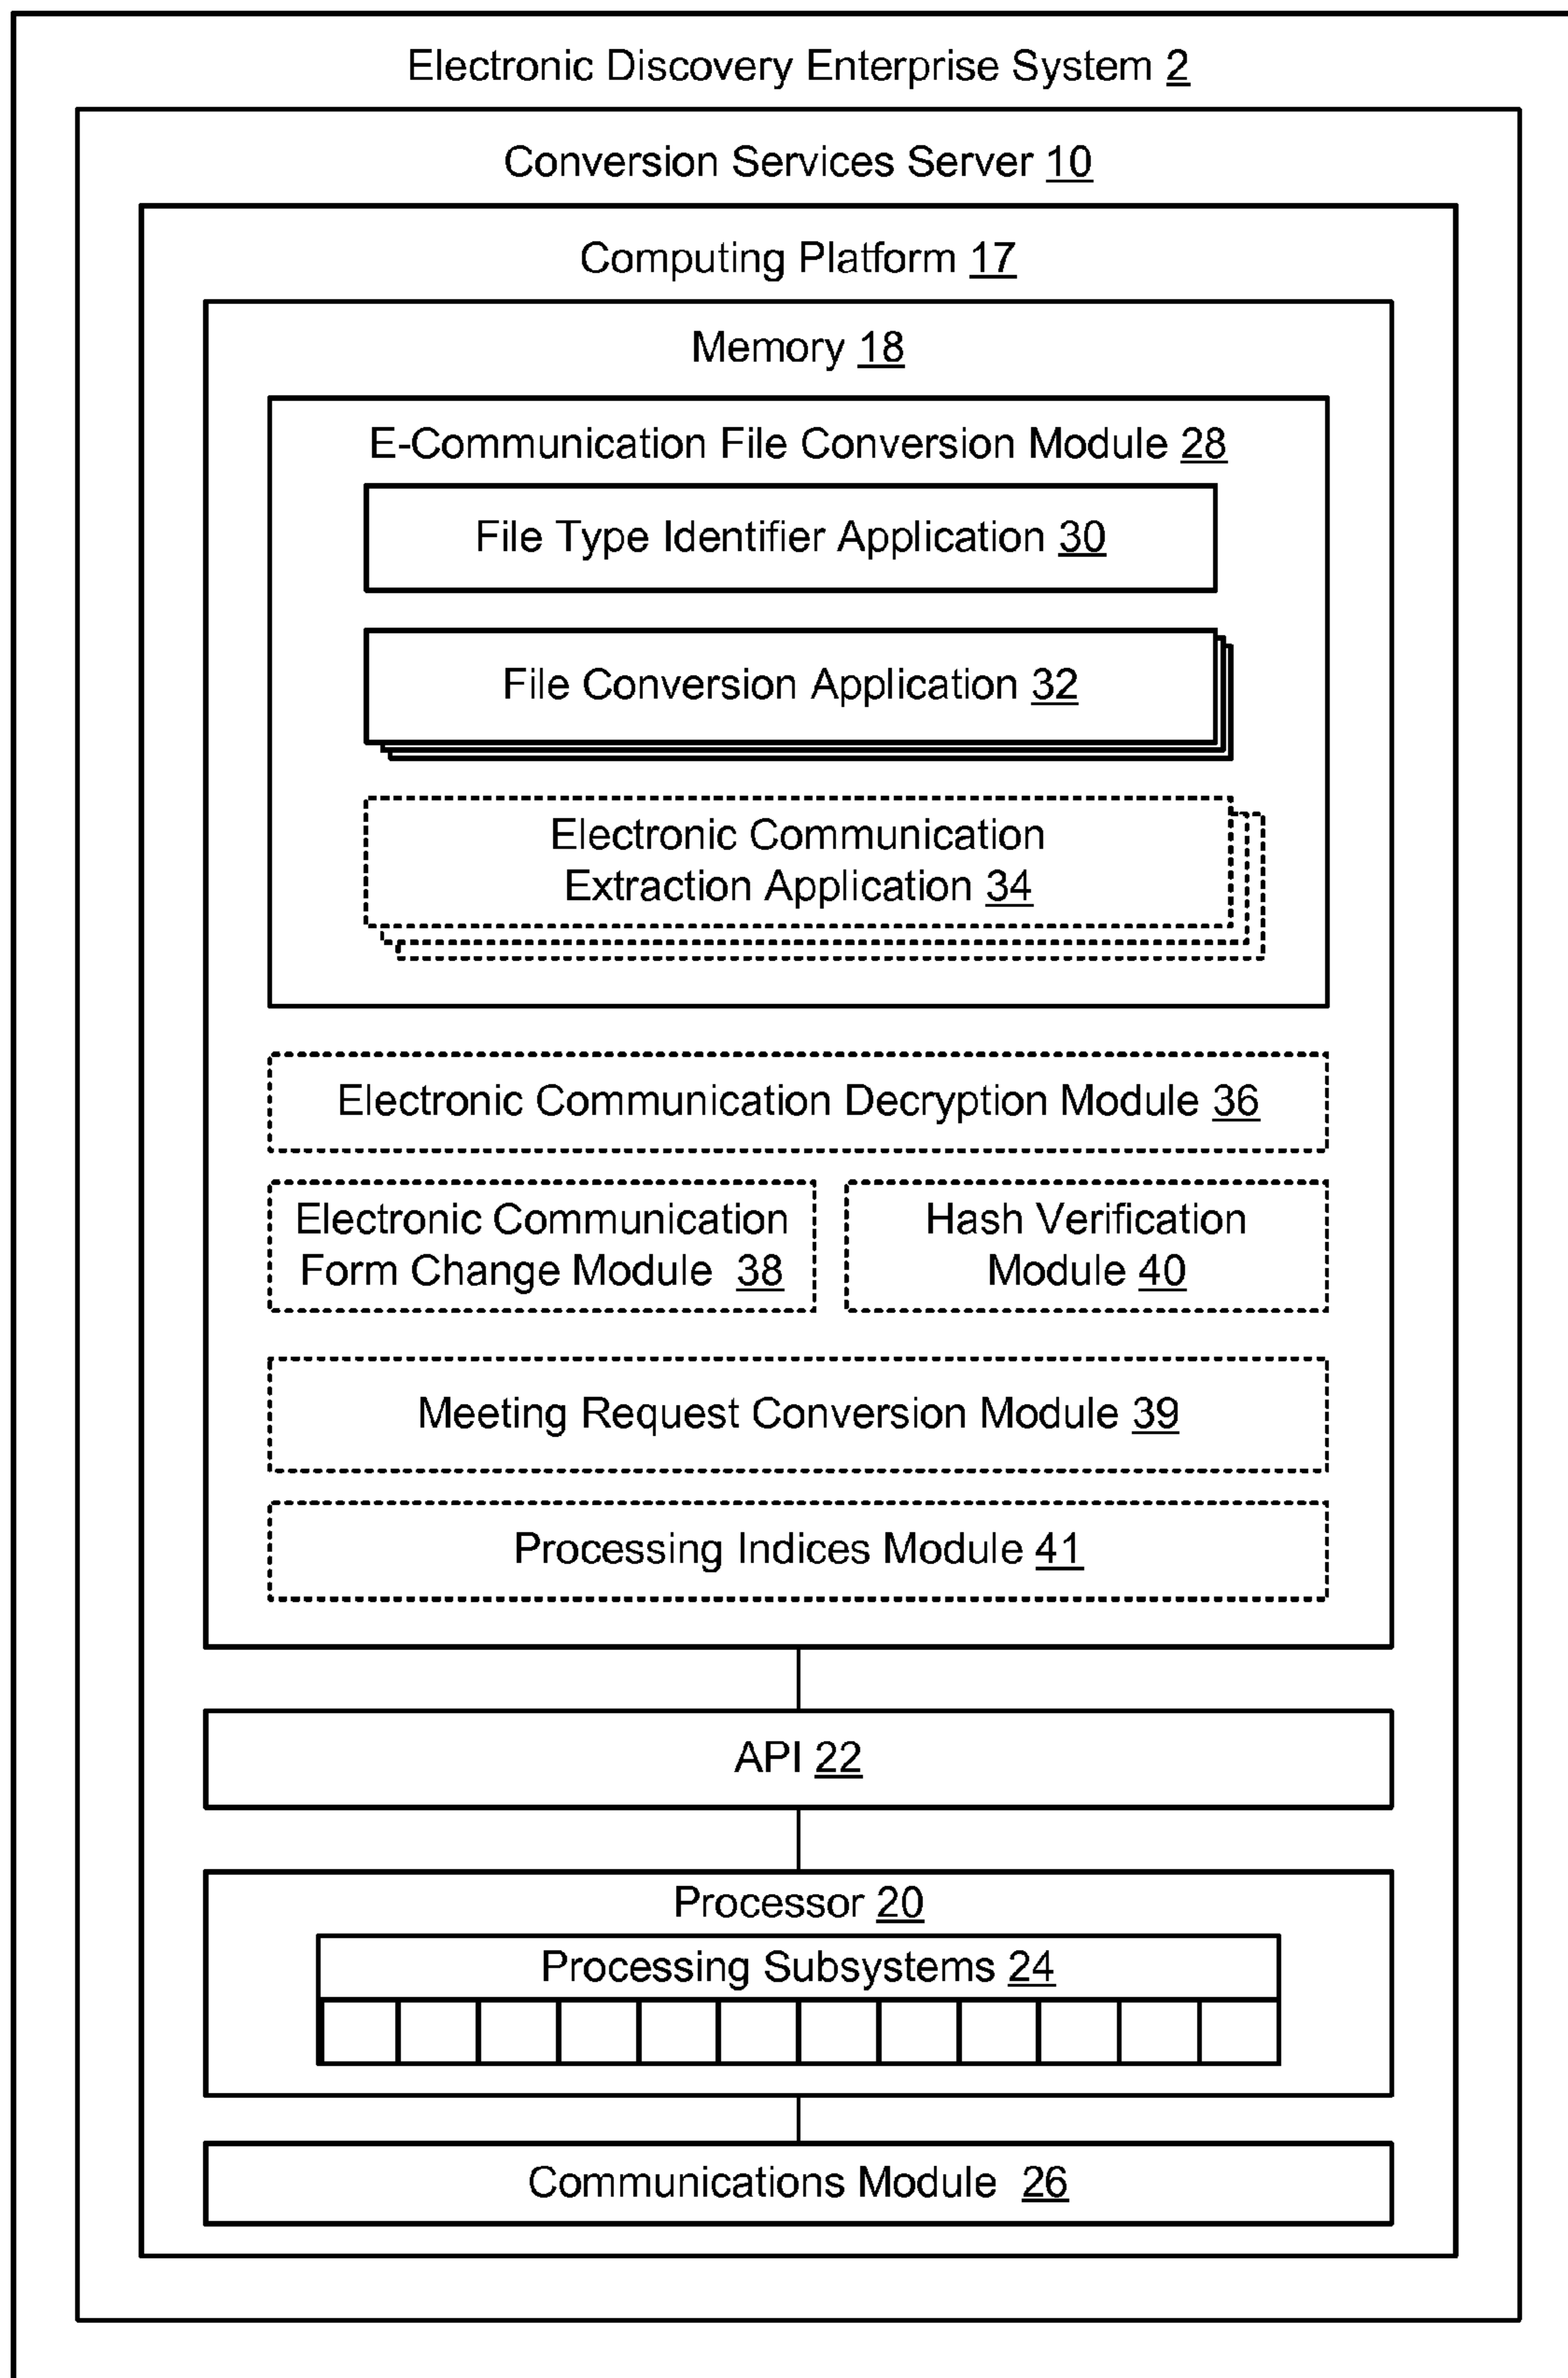 Electronic Discovery Enterprise System 2
Conversion Services Server 10
Computing Platform 17
Memory 18
E-Communication File Conversion Module 28
File Type Identifier Application 30
File Conversion Application 32
Electronic Communication
Extraction Application 34
Electronic Communication Decryption Module 36
Electronic Communication
Form Change Module 38
Hash Verification
Module 40
Meeting Request Conversion Module 39
Processing Indices Module 41
API 22
Processor 20
Processing Subsystems 24
Communications Module 26